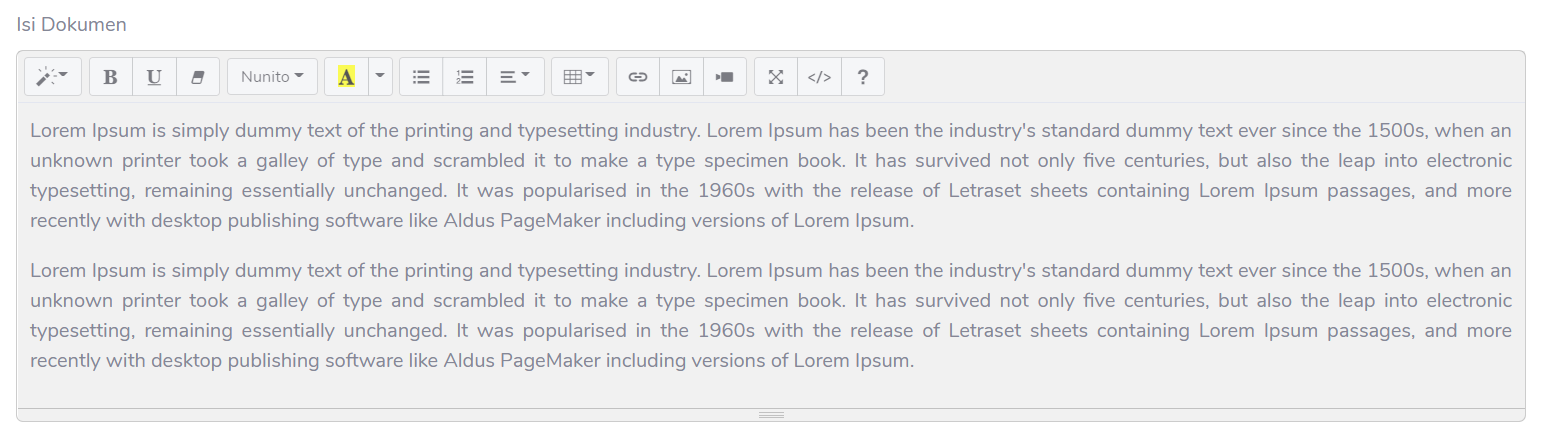 Isi Dokumen
B U Nunito A </> ?
Lorem Ipsum is simply dummy text of the printing and typesetting industry. Lorem Ipsum has been the industry's standard dummy text ever since the 1500s, when an
unknown printer took a galley of type and scrambled it to make a type specimen book. It has survived not only five centuries, but also the leap into electronic
typesetting, remaining essentially unchanged. It was popularised in the 1960s with the release of Letraset sheets containing Lorem Ipsum passages, and more
recently with desktop publishing software like Aldus PageMaker including versions of Lorem Ipsum.
Lorem Ipsum is simply dummy text of the printing and typesetting industry. Lorem Ipsum has been the industry's standard dummy text ever since the 1500s, when an
unknown printer took a galley of type and scrambled it to make a type specimen book. It has survived not only five centuries, but also the leap into electronic
typesetting, remaining essentially unchanged. It was popularised in the 1960s with the release of Letraset sheets containing Lorem Ipsum passages, and more
recently with desktop publishing software like Aldus PageMaker including versions of Lorem Ipsum.